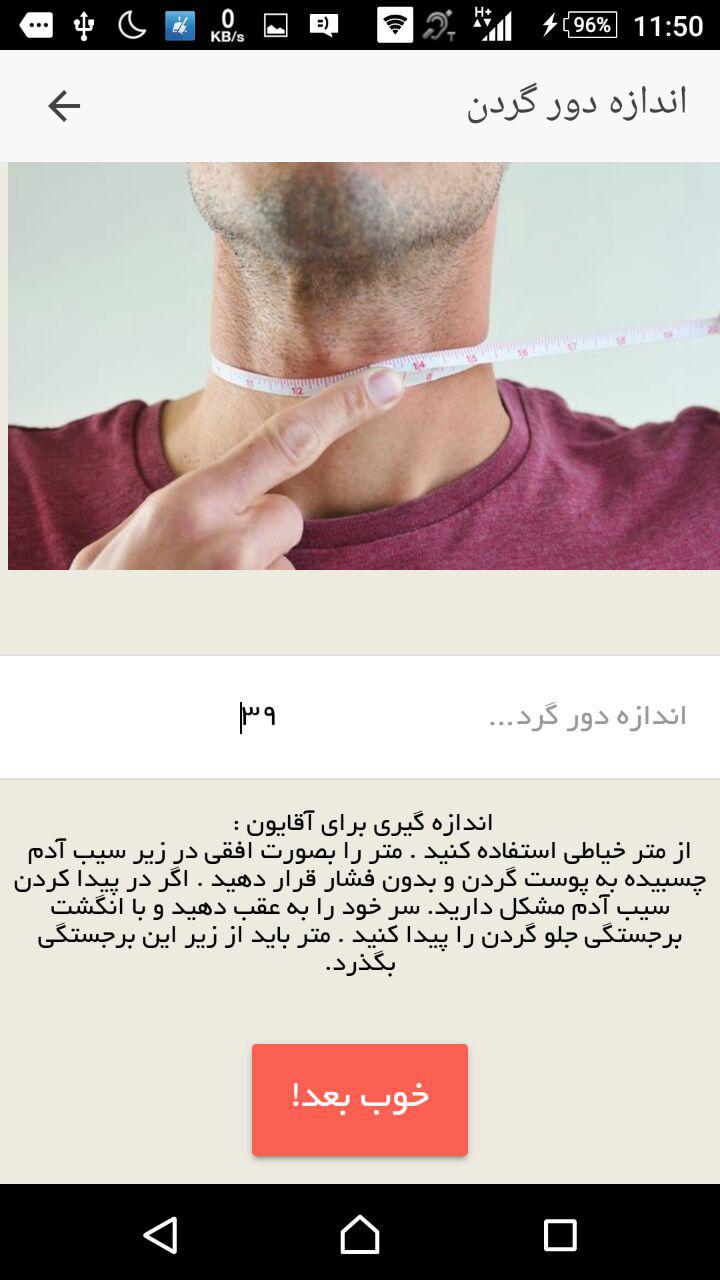 0
KB/s
H+
96%
11:50
اندازه دور گردن
11 12 14 15 16 17 18 19 20
۳۹
اندازه دور گرد...
اندازه گیری برای آقایون :
از متر خیاطی استفاده کنید . متر را بصورت افقی در زیر سیب آدم
چسبیده به پوست گردن و بدون فشار قرار دهید . اگر در پیدا کردن
سیب آدم مشکل دارید. سر خود را به عقب دهید و با انگشت
برجستگی جلو گردن را پیدا کنید . متر باید از زیر این برجستگی
بگذرد.
خوب بعد!